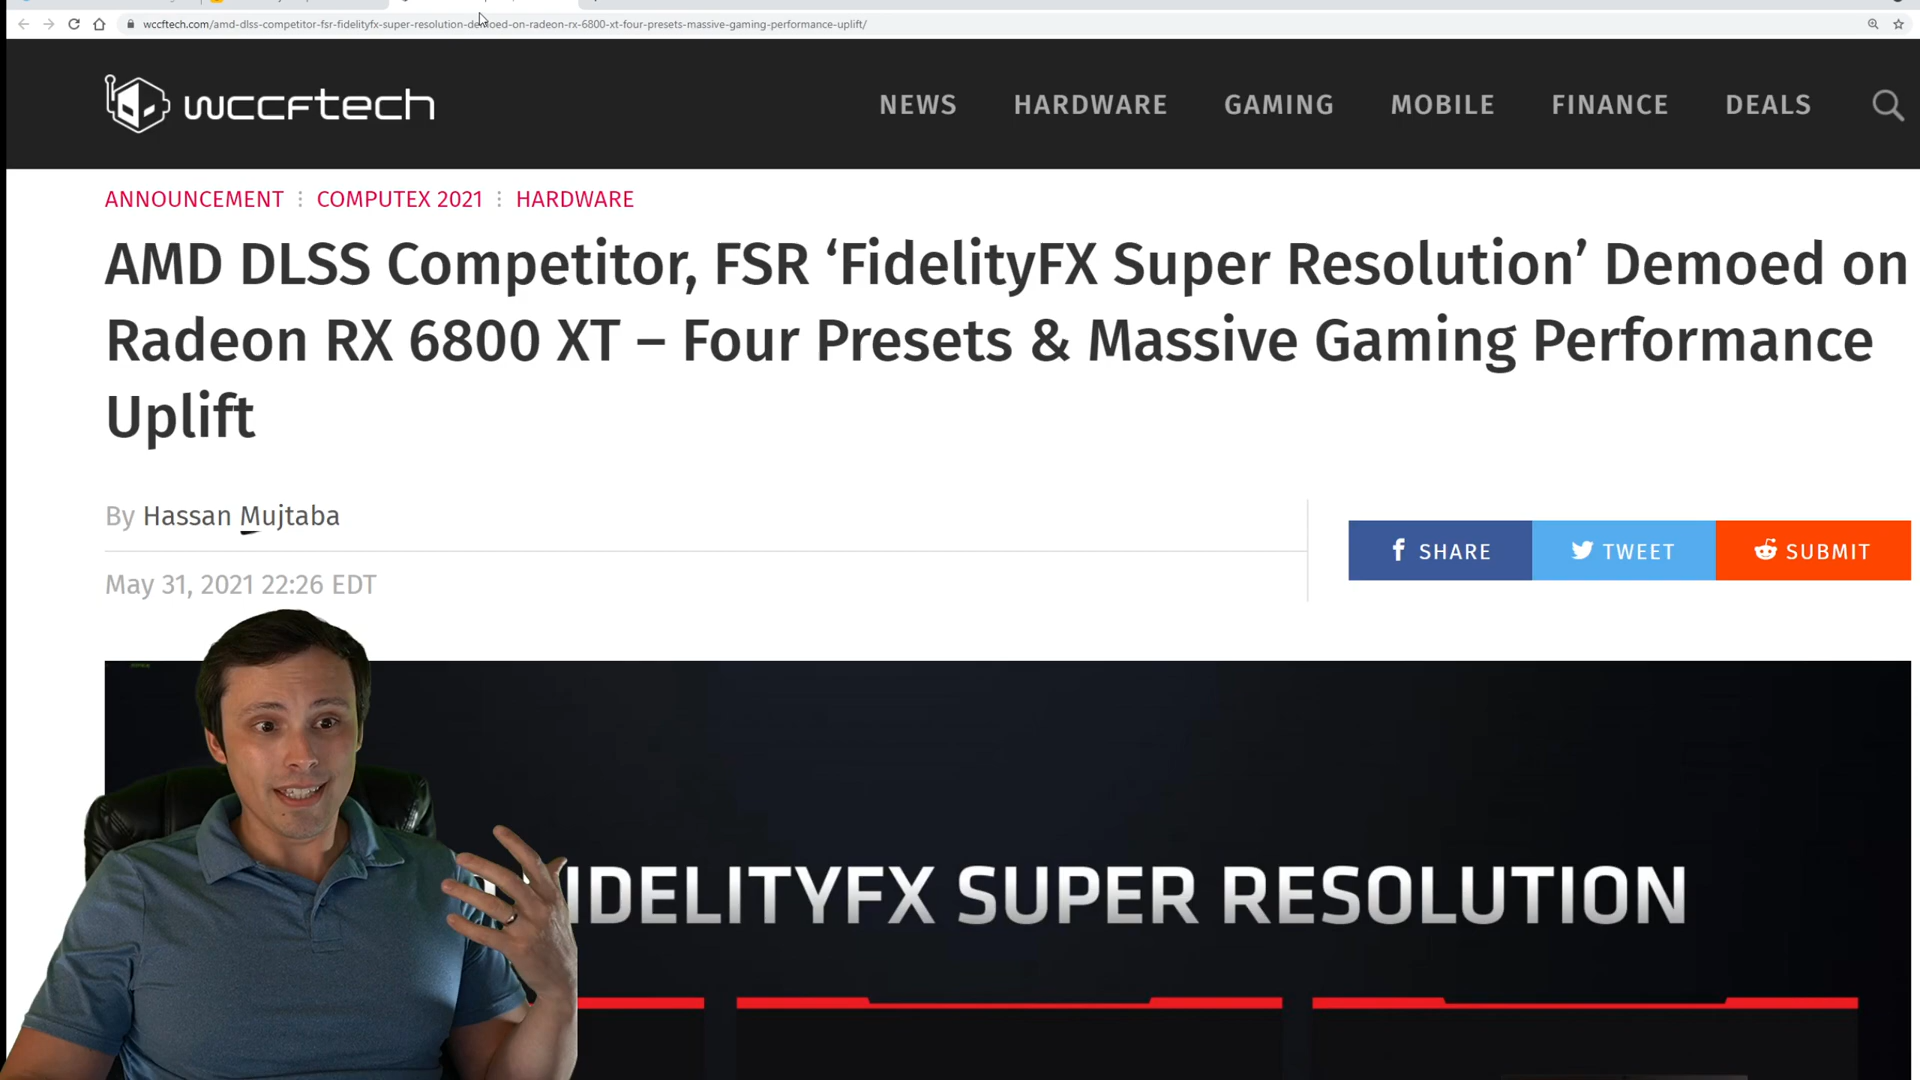 wccftech.com/amd-dlss-competitor-fsr-fidelityfx-super-resolution-demoed-on-radeon-rx-6800-xt-four-presets-massive-gaming-performance-uplift/
wccftech
NEWS HARDWARE GAMING MOBILE FINANCE DEALS
ANNOUNCEMENT ⋮ COMPUTEX 2021 ⋮ HARDWARE
AMD DLSS Competitor, FSR ‘FidelityFX Super Resolution’ Demoed on
Radeon RX 6800 XT – Four Presets & Massive Gaming Performance
Uplift
By Hassan Mujtaba
SHARE TWEET SUBMIT
May 31, 2021 22:26 EDT
IDELITYFX SUPER RESOLUTION